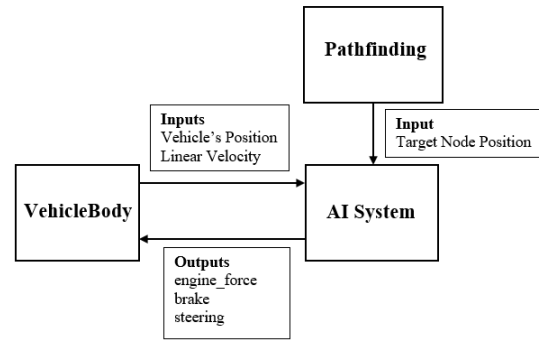 Pathfinding
Inputs
Vehicle's Position
Linear Velocity
Input
Target Node Position
VehicleBody
AI System
Outputs
engine_force
brake
steering